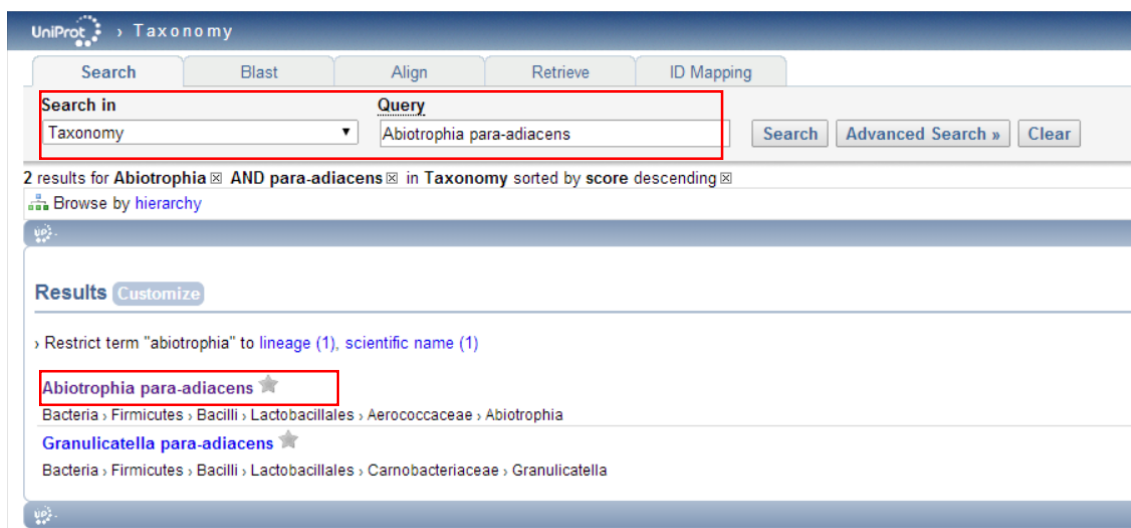 UniProt › Taxonomy
Search Blast Align Retrieve ID Mapping
Search in Query
Taxonomy Abiotrophia para-adiacens Search Advanced Search » Clear
2 results for Abiotrophia AND para-adiacens in Taxonomy sorted by score descending
Browse by hierarchy
Results Customize
› Restrict term "abiotrophia" to lineage (1), scientific name (1)
Abiotrophia para-adiacens
Bacteria › Firmicutes › Bacilli › Lactobacillales › Aerococcaceae › Abiotrophia
Granulicatella para-adiacens
Bacteria › Firmicutes › Bacilli › Lactobacillales › Carnobacteriaceae › Granulicatella